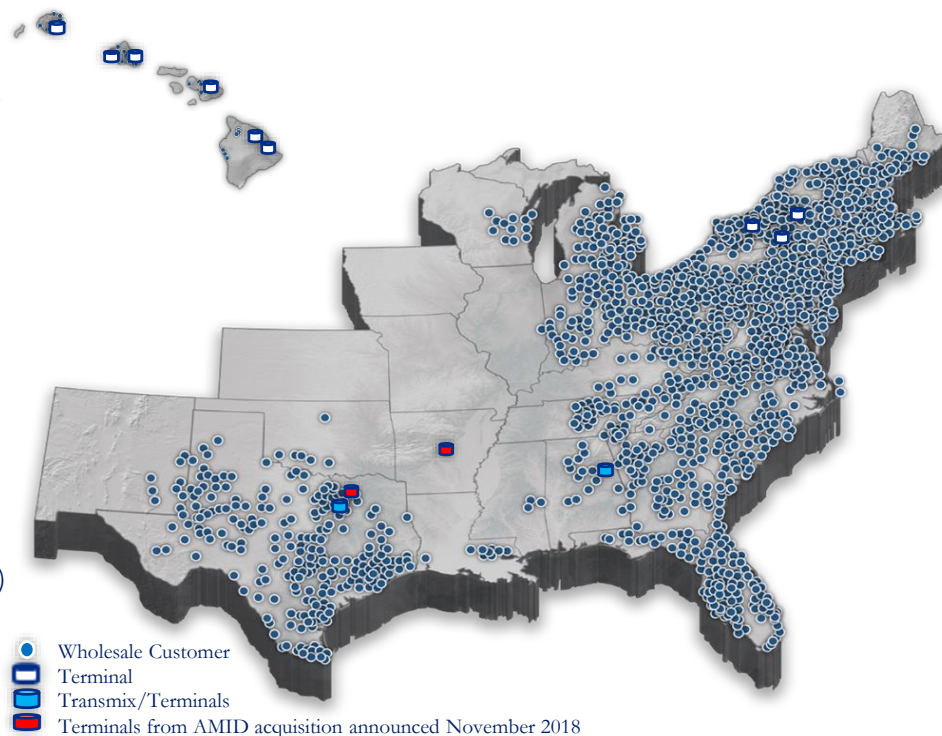 )
Wholesale Customer
Terminal
Transmix/Terminals
Terminals from AMID acquisition announced November 2018